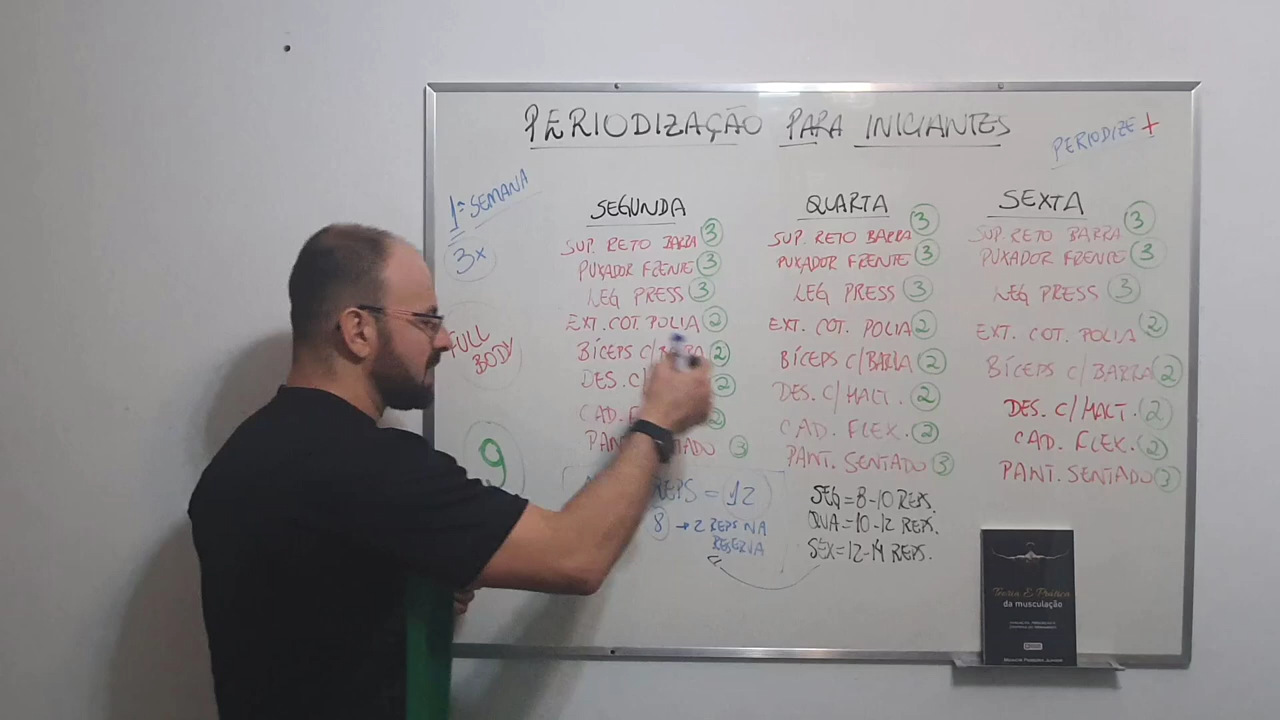 PERIODIZAÇÃO PARA INICIANTES
PERIODIZE +
1ª SEMANA
3x
FULL
BODY
9
SEGUNDA
SUP. RETO BARRA 3
PUXADOR FRENTE 3
LEG PRESS 3
EXT. COT. POLIA 2
BÍCEPS C/ 2
DES. C/ 2
CAD. 2
3
REPS = 12
8 → 2 REPS NA
RESERVA
QUARTA
SUP. RETO BARRA 3
PUXADOR FRENTE 3
LEG PRESS 3
EXT. COT. POLIA 2
BÍCEPS C/ BARRA 2
DES. C/ HALT. 2
CAD. FLEX. 2
PANT. SENTADO 3
SEG = 8-10 REPS.
QUA = 10-12 REPS.
SEX = 12-14 REPS.
SEXTA
SUP. RETO BARRA 3
PUXADOR FRENTE 3
LEG PRESS 3
EXT. COT. POLIA 2
BÍCEPS C/ BARRA 2
DES. C/ HALT. 2
CAD. FLEX. 2
PANT. SENTADO 3
Teoria E Prática
da musculação